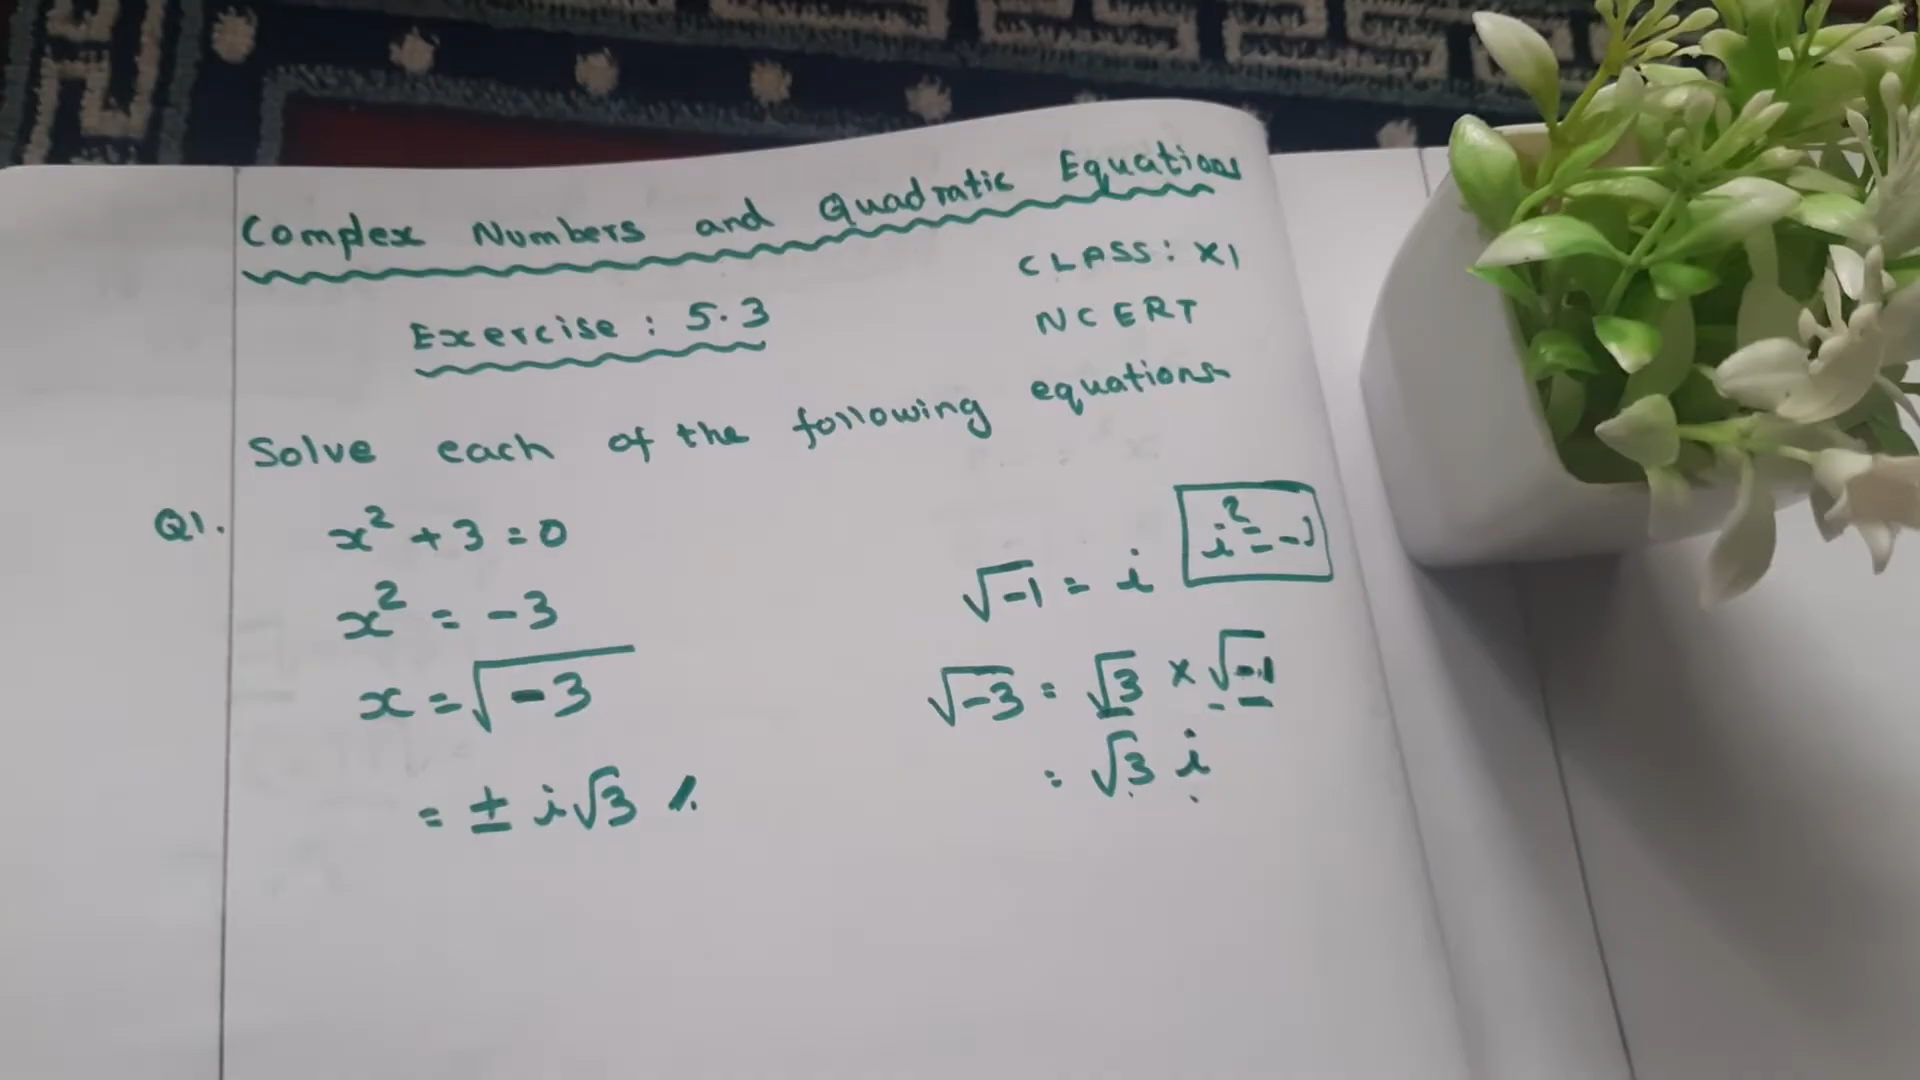 Complex Numbers and Quadratic Equations
CLASS: XI
Exercise: 5.3
NCERT
Solve each of the following equations
Q1. x² + 3 = 0
x² = -3
x = √-3
= ± i√3 //.
√-1 = i
i² = -1
√-3 = √3 × √-1
= √3 i